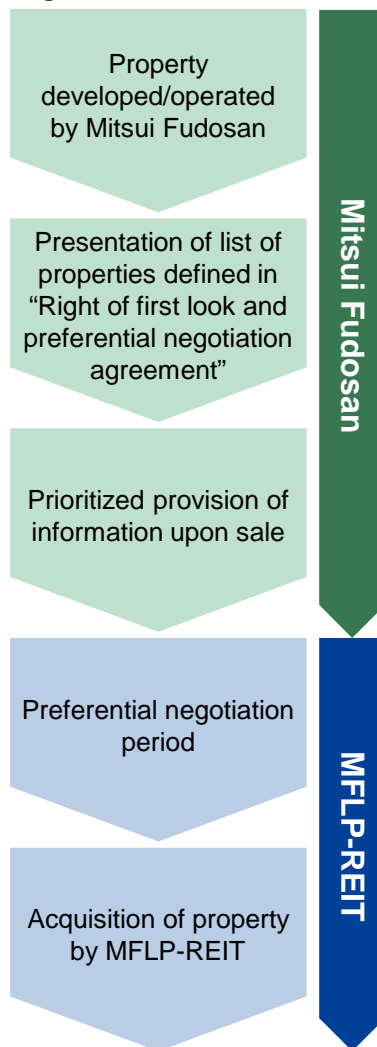 Property
developed/operated
by Mitsui Fudosan
Presentation of list of
properties defined in
“Right of first look and
preferential negotiation
agreement”
Prioritized provision of
information upon sale
Mitsui Fudosan
Preferential negotiation
period
Acquisition of property
by MFLP-REIT
MFLP-REIT